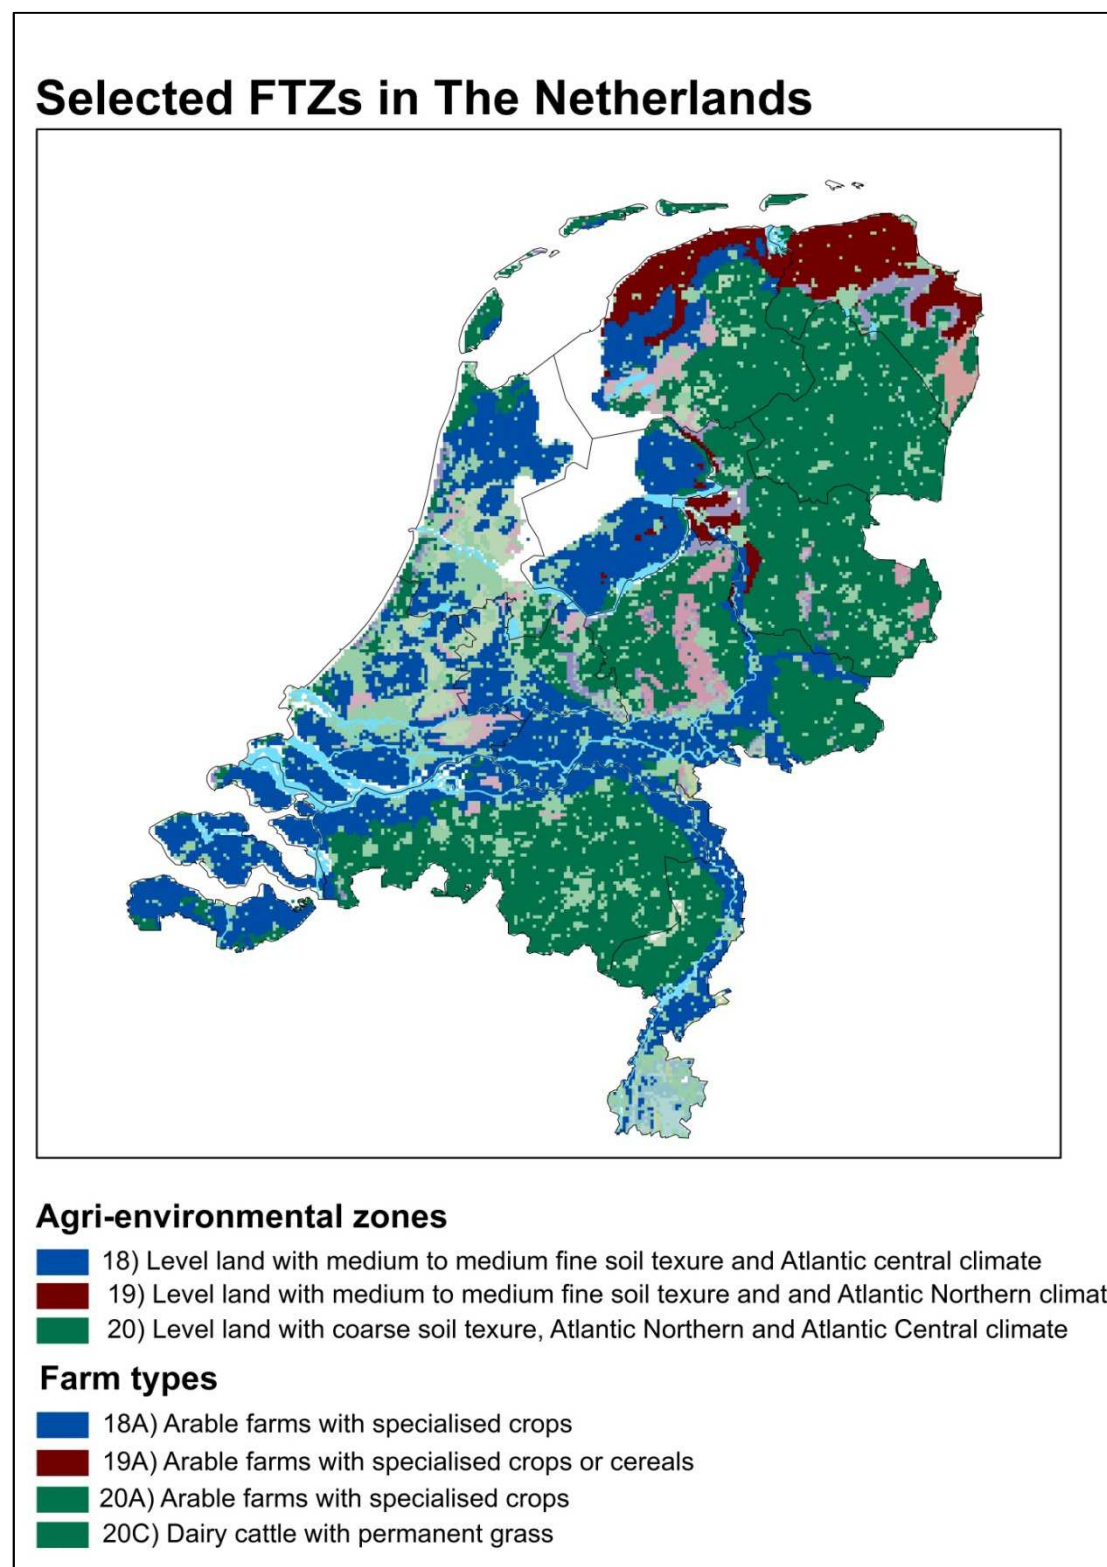 Selected FTZs in The Netherlands
Agri-environmental zones
18) Level land with medium to medium fine soil texure and Atlantic central climate
19) Level land with medium to medium fine soil texure and and Atlantic Northern climat
20) Level land with coarse soil texure, Atlantic Northern and Atlantic Central climate
Farm types
18A) Arable farms with specialised crops
19A) Arable farms with specialised crops or cereals
20A) Arable farms with specialised crops
20C) Dairy cattle with permanent grass